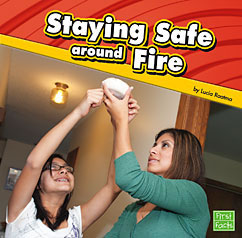 Staying Safe
around Fire
by Lucia Raatma
First
Facts